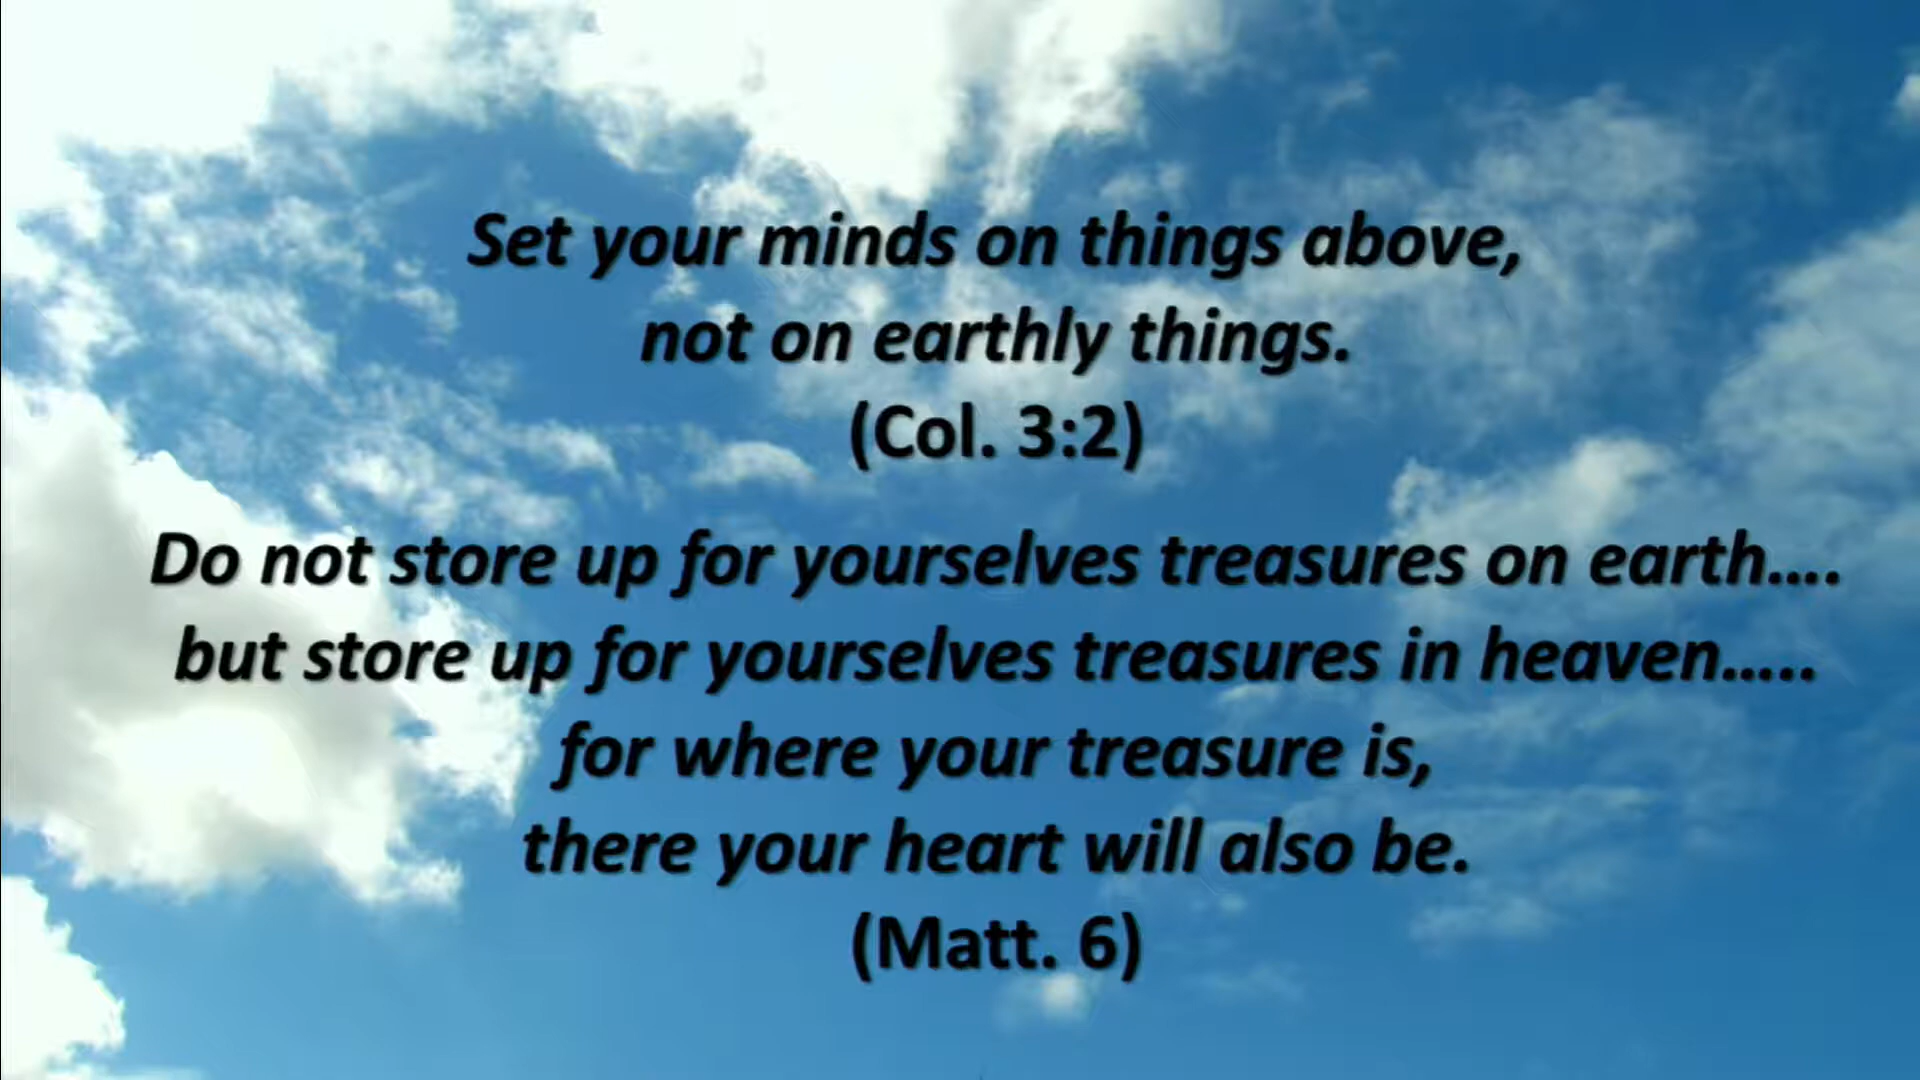 Set your minds on things above,
not on earthly things.
(Col. 3:2)
Do not store up for yourselves treasures on earth....
but store up for yourselves treasures in heaven.....
for where your treasure is,
there your heart will also be.
(Matt. 6)